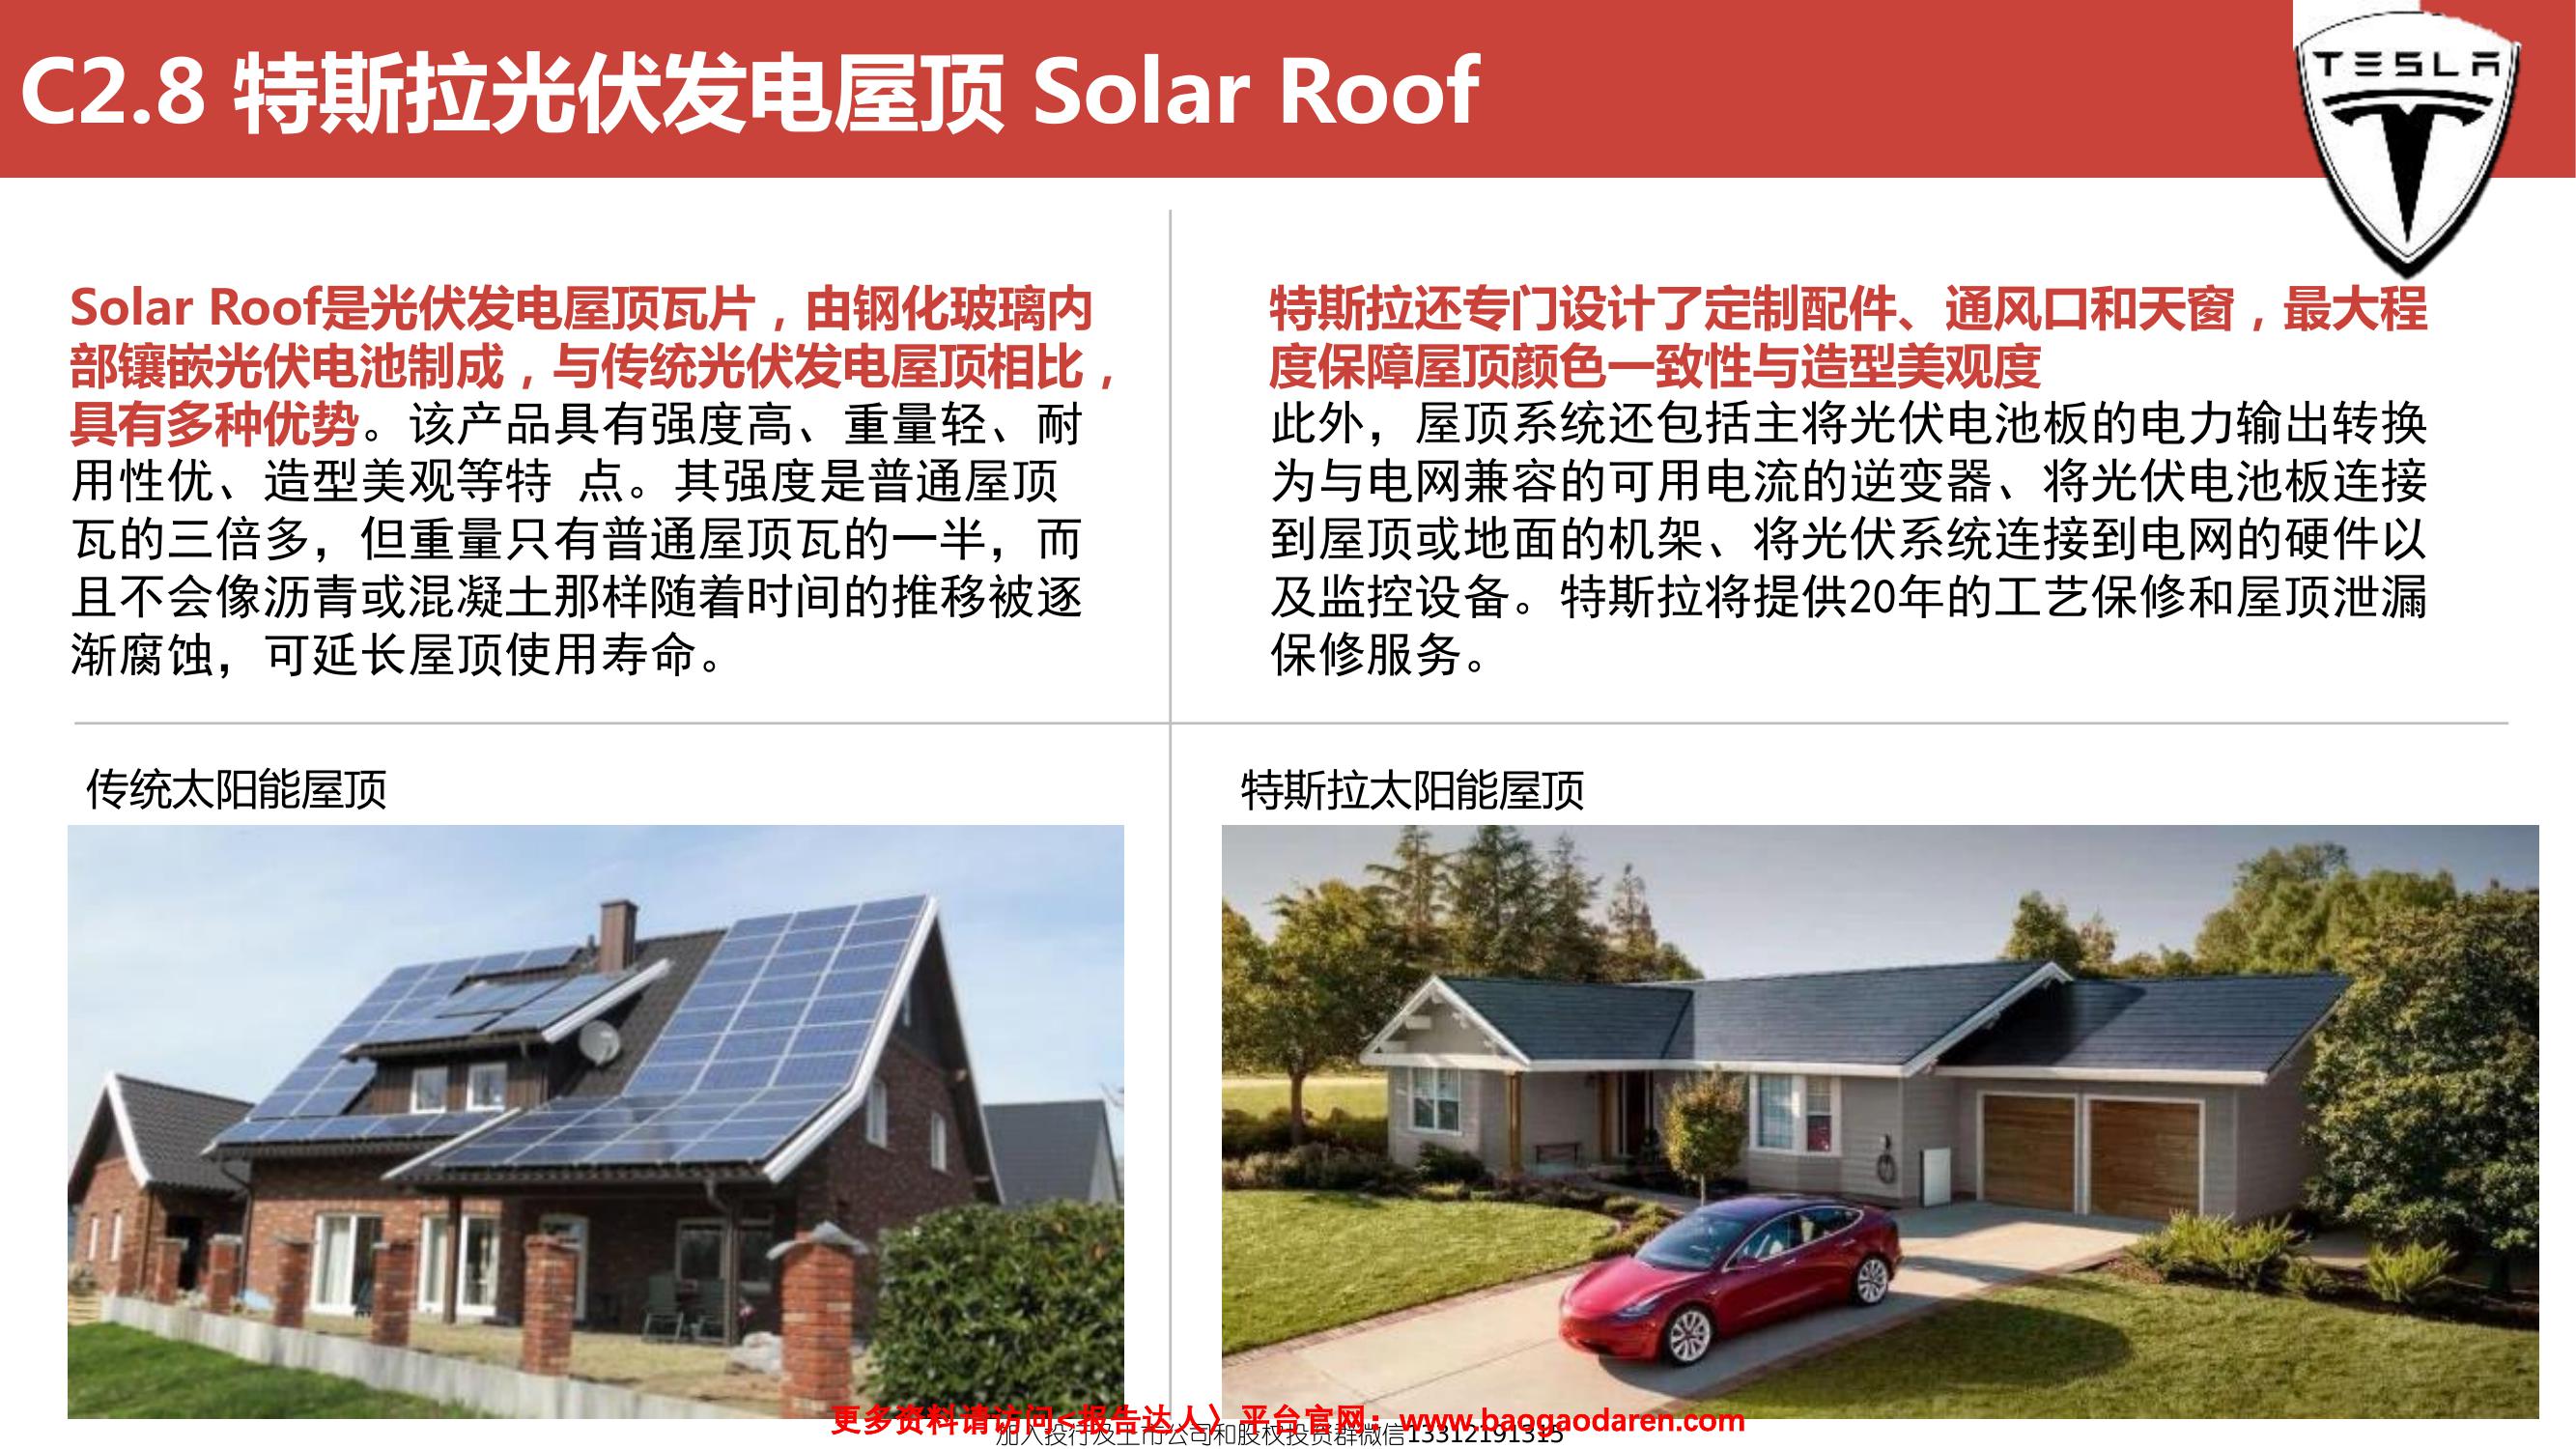 C2.8 特斯拉光伏发电屋顶 Solar Roof
TESLA
Solar Roof是光伏发电屋顶瓦片，由钢化玻璃内
部镶嵌光伏电池制成，与传统光伏发电屋顶相比，
具有多种优势。该产品具有强度高、重量轻、耐
用性优、造型美观等特 点。其强度是普通屋顶
瓦的三倍多，但重量只有普通屋顶瓦的一半，而
且不会像沥青或混凝土那样随着时间的推移被逐
渐腐蚀，可延长屋顶使用寿命。
特斯拉还专门设计了定制配件、通风口和天窗，最大程
度保障屋顶颜色一致性与造型美观度
此外，屋顶系统还包括主将光伏电池板的电力输出转换
为与电网兼容的可用电流的逆变器、将光伏电池板连接
到屋顶或地面的机架、将光伏系统连接到电网的硬件以
及监控设备。特斯拉将提供20年的工艺保修和屋顶泄漏
保修服务。
传统太阳能屋顶
特斯拉太阳能屋顶
更多资料请访问<报告达人〉平台官网：www.baogaodaren.com
加入投行及上市公司和股权投资群微信13312191315